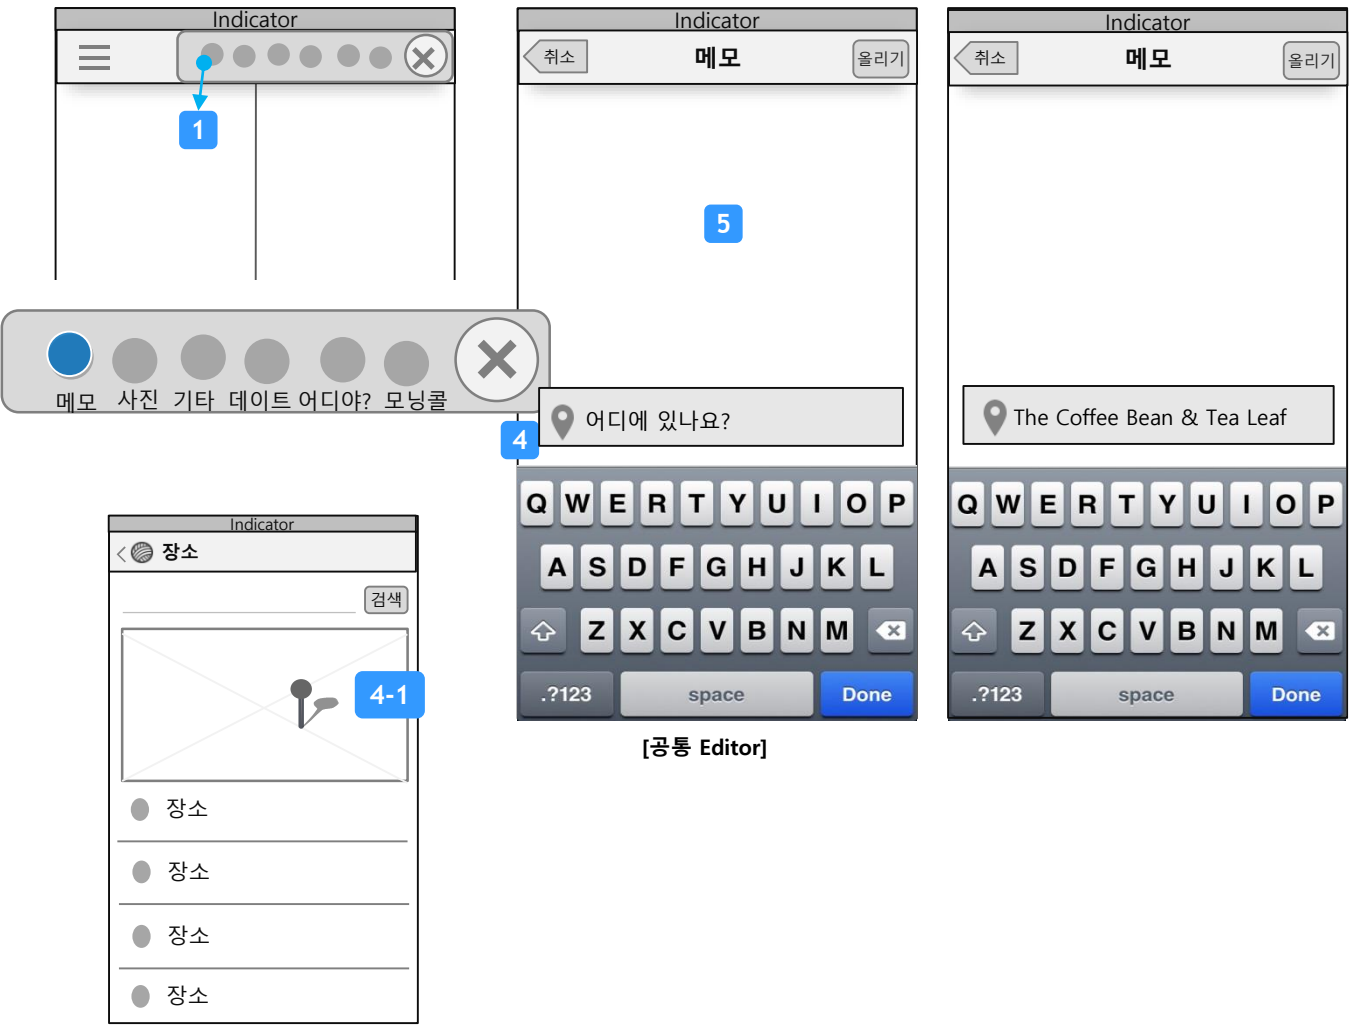 Indicator
1
메모 사진 기타 데이트 어디야? 모닝콜
Indicator
취소 메모 올리기
5
4
어디에 있나요?
Q W E R T Y U I O P
A S D F G H J K L
Z X C V B N M
.?123 space Done
[공통 Editor]
Indicator
취소 메모 올리기
The Coffee Bean & Tea Leaf
Q W E R T Y U I O P
A S D F G H J K L
Z X C V B N M
.?123 space Done
Indicator
장소
검색
4-1
장소
장소
장소
장소